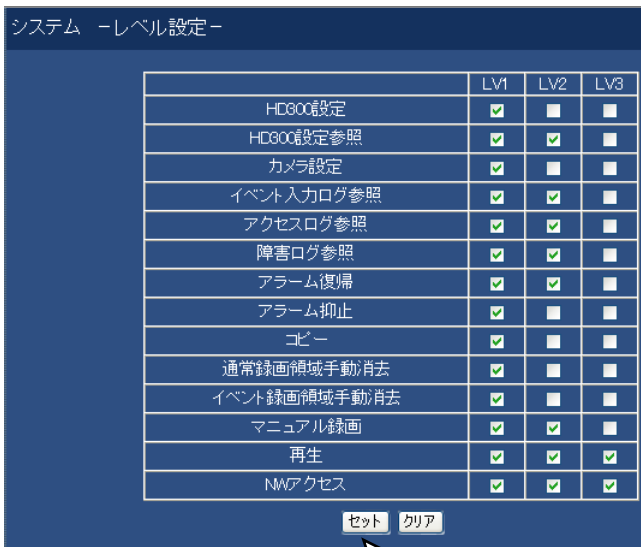 システム －レベル設定－
LV1 LV2 LV3
HD300設定
HD300設定参照
カメラ設定
イベント入力ログ参照
アクセスログ参照
障害ログ参照
アラーム復帰
アラーム抑止
コピー
通常録画領域手動消去
イベント録画領域手動消去
マニュアル録画
再生
NWアクセス
セット クリア